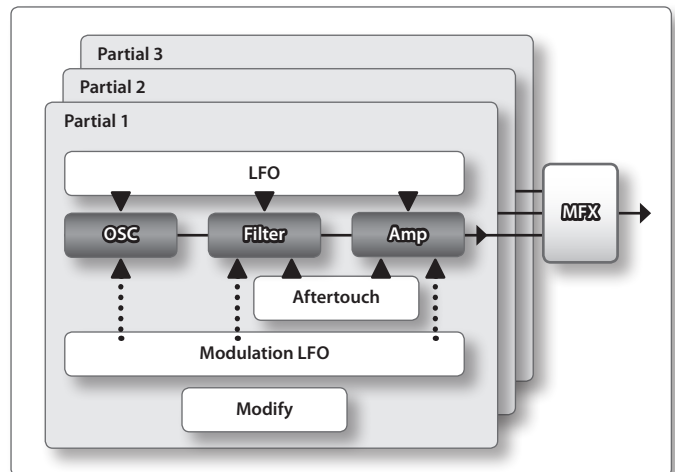 Partial 3
Partial 2
Partial 1
LFO
OSC
Filter
Amp
MFX
Aftertouch
Modulation LFO
Modify